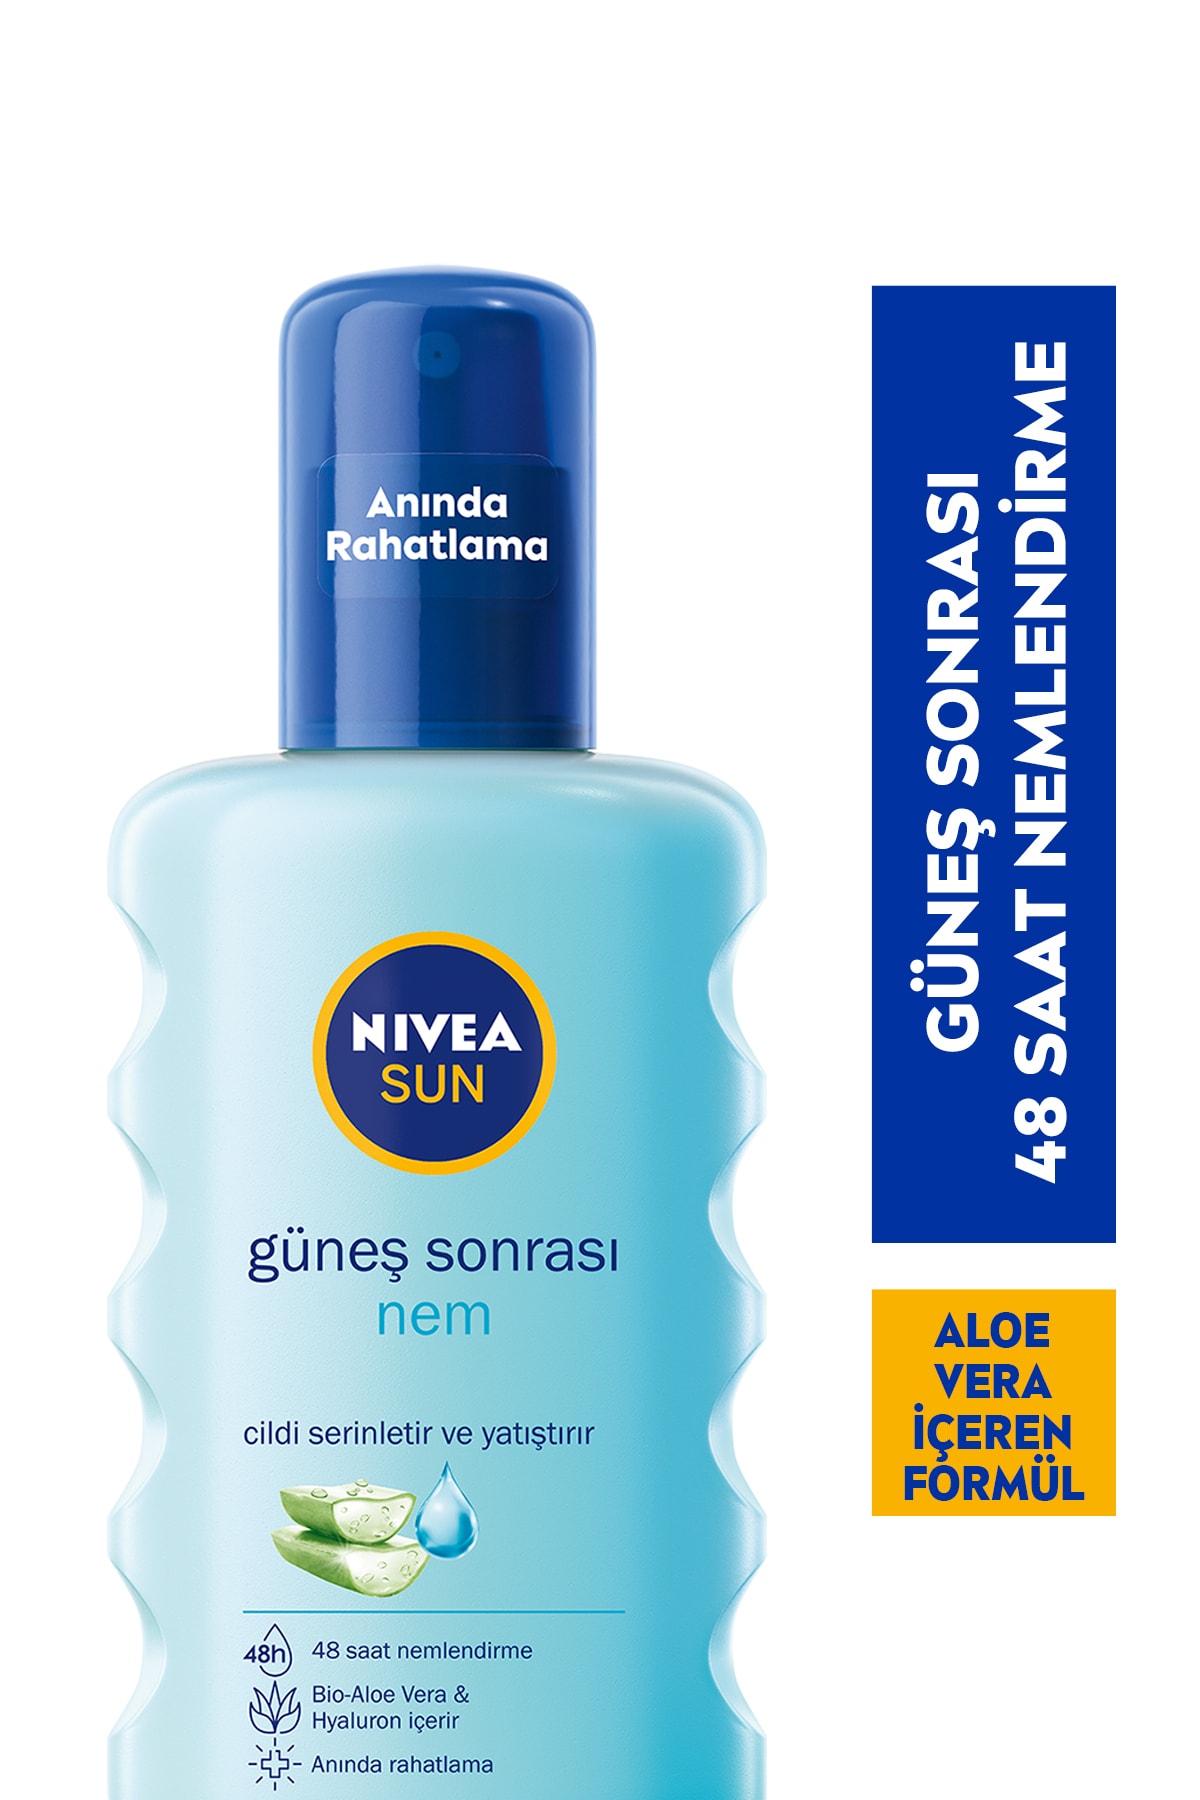 Anında
Rahatlama
NIVEA
SUN
güneş sonrası
nem
cildi serinletir ve yatıştırır
48h
48 saat nemlendirme
Bio-Aloe Vera &
Hyaluron içerir
Anında rahatlama
GÜNEŞ SONRASI
48 SAAT NEMLENDİRME
ALOE
VERA
İÇEREN
FORMÜL